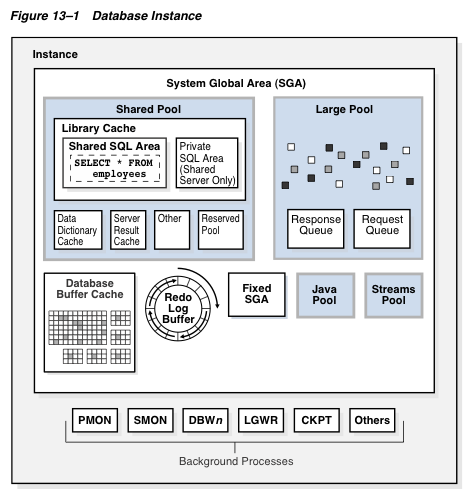 Figure 13–1 Database Instance
Instance
System Global Area (SGA)
Shared Pool
Library Cache
Shared SQL Area
SELECT * FROM
employees
Private
SQL Area
(Shared
Server Only)
Data
Dictionary
Cache
Server
Result
Cache
Other
Reserved
Pool
Large Pool
Response
Queue
Request
Queue
Database
Buffer Cache
Redo
Log
Buffer
Fixed
SGA
Java
Pool
Streams
Pool
PMON
SMON
DBWn
LGWR
CKPT
Others
Background Processes